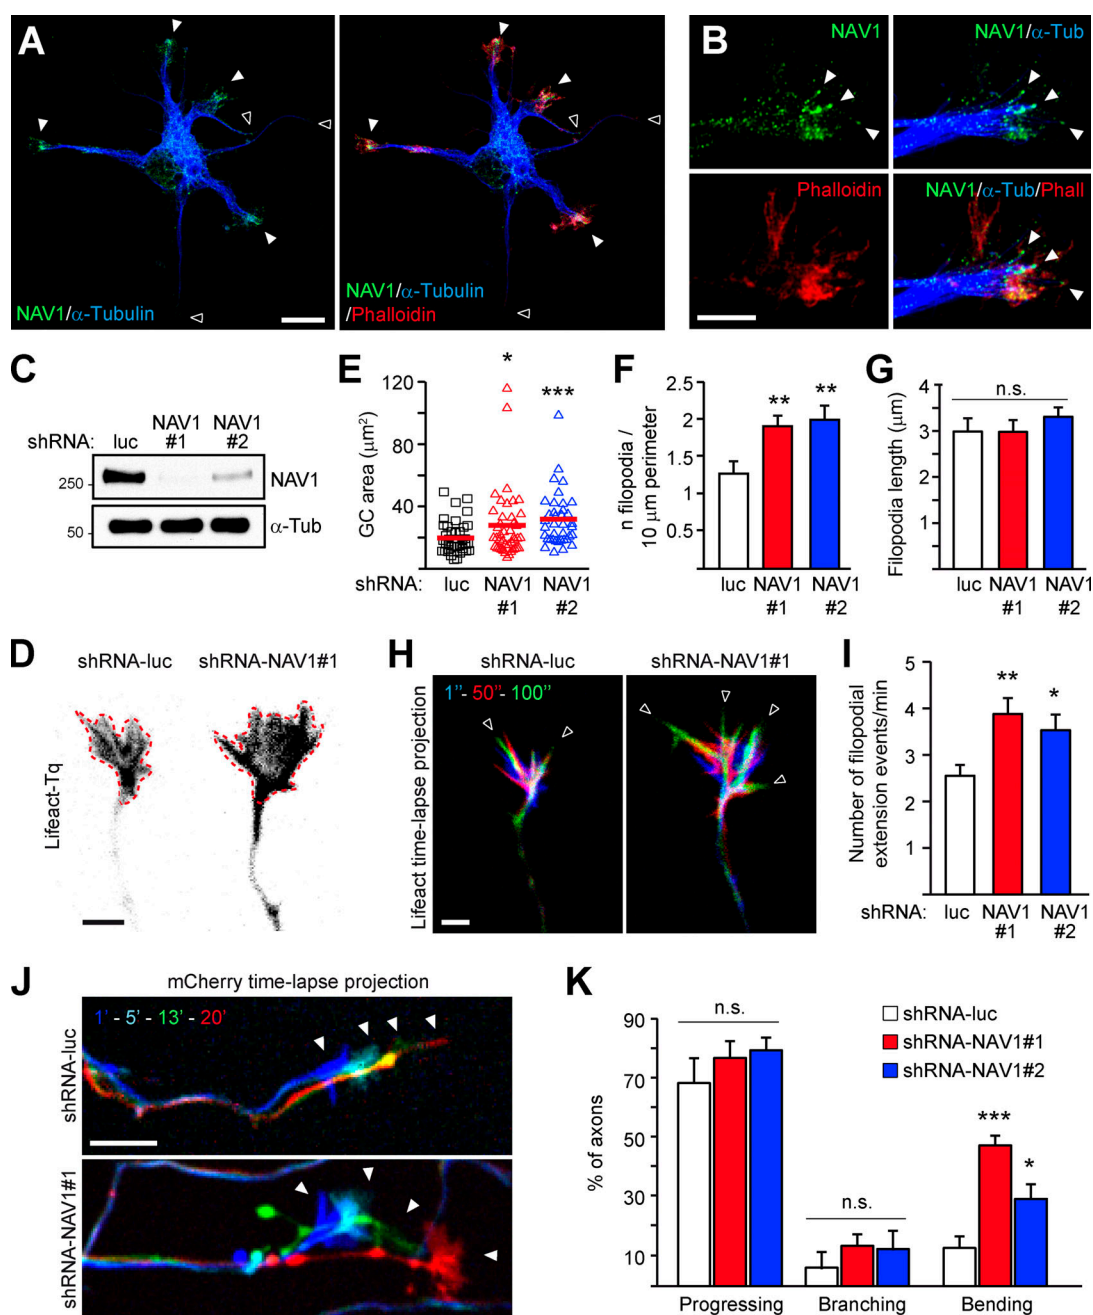 A
NAV1/α-Tubulin
NAV1/α-Tubulin
/Phalloidin
B
NAV1
NAV1/α-Tub
Phalloidin
NAV1/α-Tub/Phall
C
shRNA: luc NAV1 #1 NAV1 #2
250
NAV1
50
α-Tub
E
GC area (μm²)
120
80
40
*
***
shRNA: luc NAV1 #1 NAV1 #2
F
n filopodia /
10 μm perimeter
2.5
2
1.5
1
0.5
**
**
luc NAV1 #1 NAV1 #2
G
Filopodia length (μm)
4
3
2
1
n.s.
luc NAV1 #1 NAV1 #2
D
shRNA-luc
shRNA-NAV1#1
Lifeact-Tq
H
shRNA-luc
shRNA-NAV1#1
Lifeact time-lapse projection
1’’- 50’’- 100’’
I
Number of filopodial
extension events/min
5
4
3
2
1
**
*
shRNA: luc NAV1 #1 NAV1 #2
J
mCherry time-lapse projection
shRNA-luc
1’ - 5’ - 13’ - 20’
shRNA-NAV1#1
K
% of axons
90
70
50
30
10
n.s.
n.s.
***
*
shRNA-luc
shRNA-NAV1#1
shRNA-NAV1#2
Progressing Branching Bending